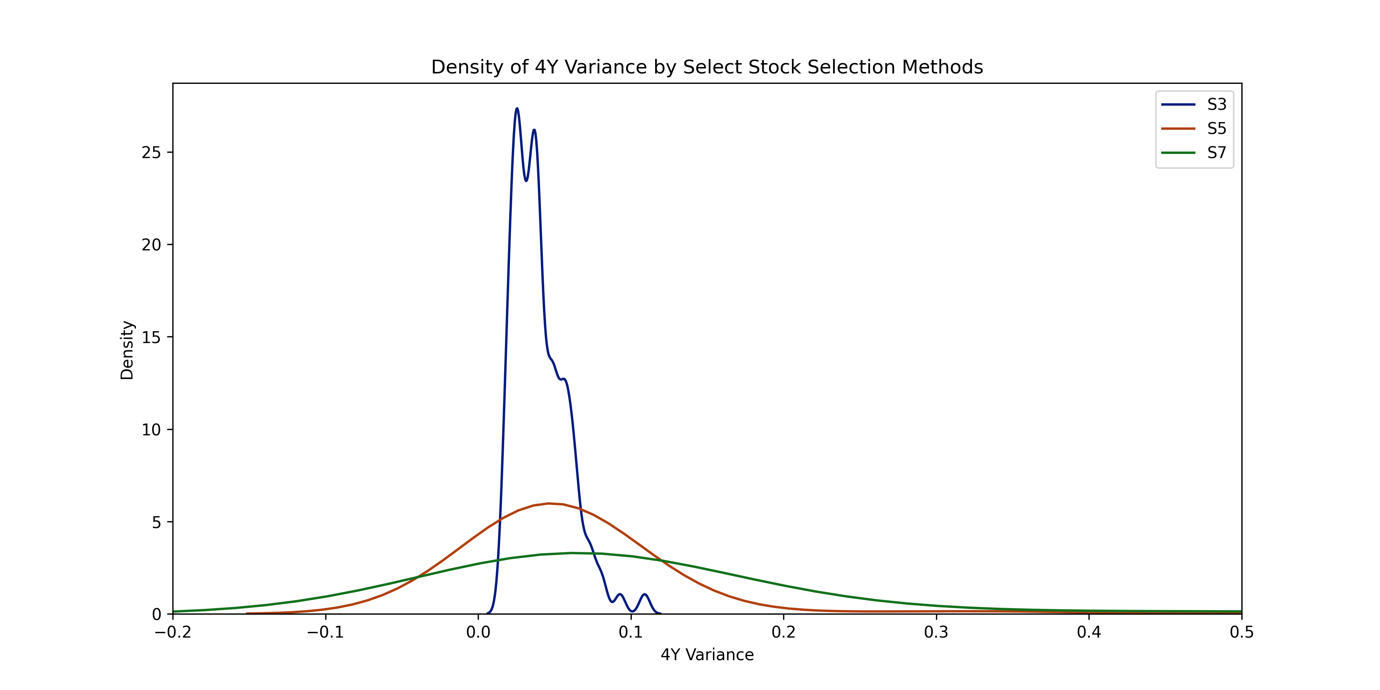 Density of 4Y Variance by Select Stock Selection Methods
S3
S5
S7
Density
25
20
15
10
5
0
−0.2 −0.1 0.0 0.1 0.2 0.3 0.4 0.5
4Y Variance